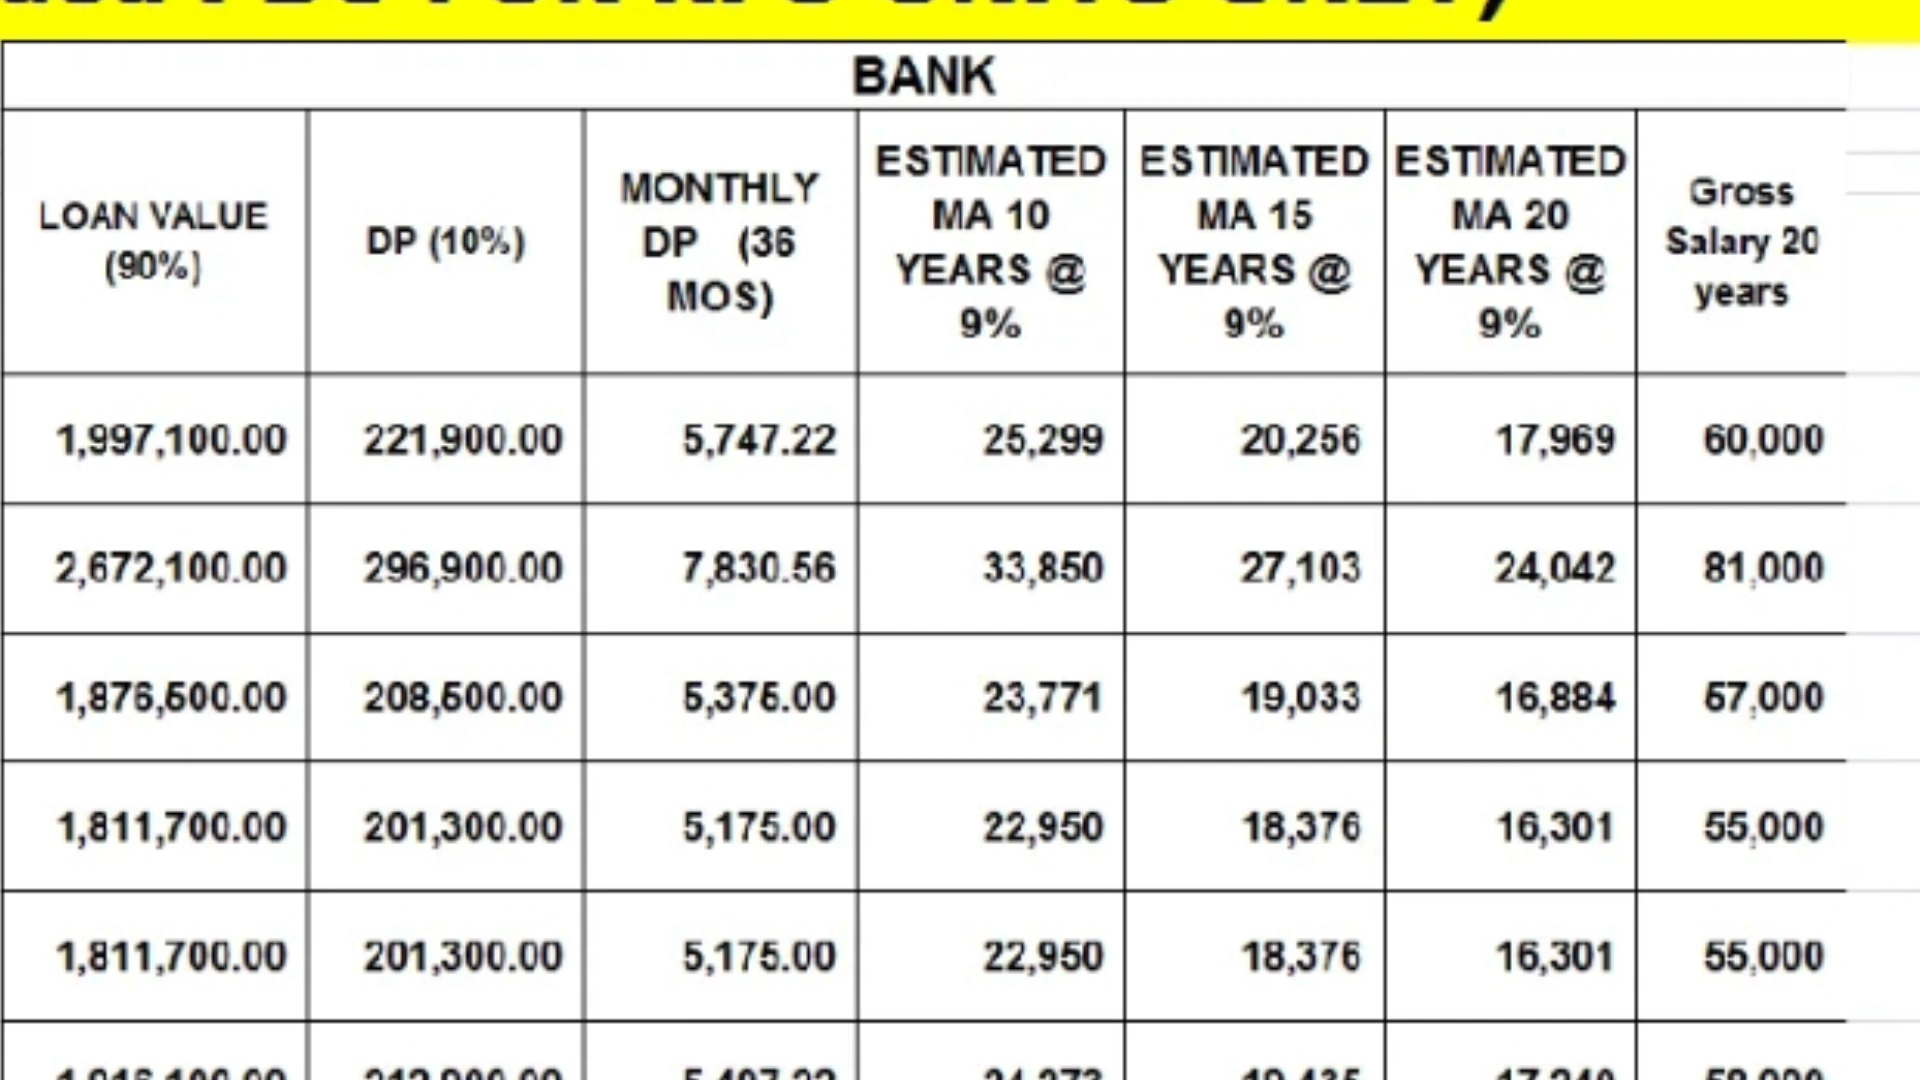 BANK
LOAN VALUE (90%)
DP (10%)
MONTHLY DP (36 MOS)
ESTIMATED MA 10 YEARS @ 9%
ESTIMATED MA 15 YEARS @ 9%
ESTIMATED MA 20 YEARS @ 9%
Gross Salary 20 years
1,997,100.00 221,900.00 5,747.22 25,299 20,256 17,969 60,000
2,672,100.00 296,900.00 7,830.56 33,850 27,103 24,042 81,000
1,876,500.00 208,500.00 5,375.00 23,771 19,033 16,884 57,000
1,811,700.00 201,300.00 5,175.00 22,950 18,376 16,301 55,000
1,811,700.00 201,300.00 5,175.00 22,950 18,376 16,301 55,000